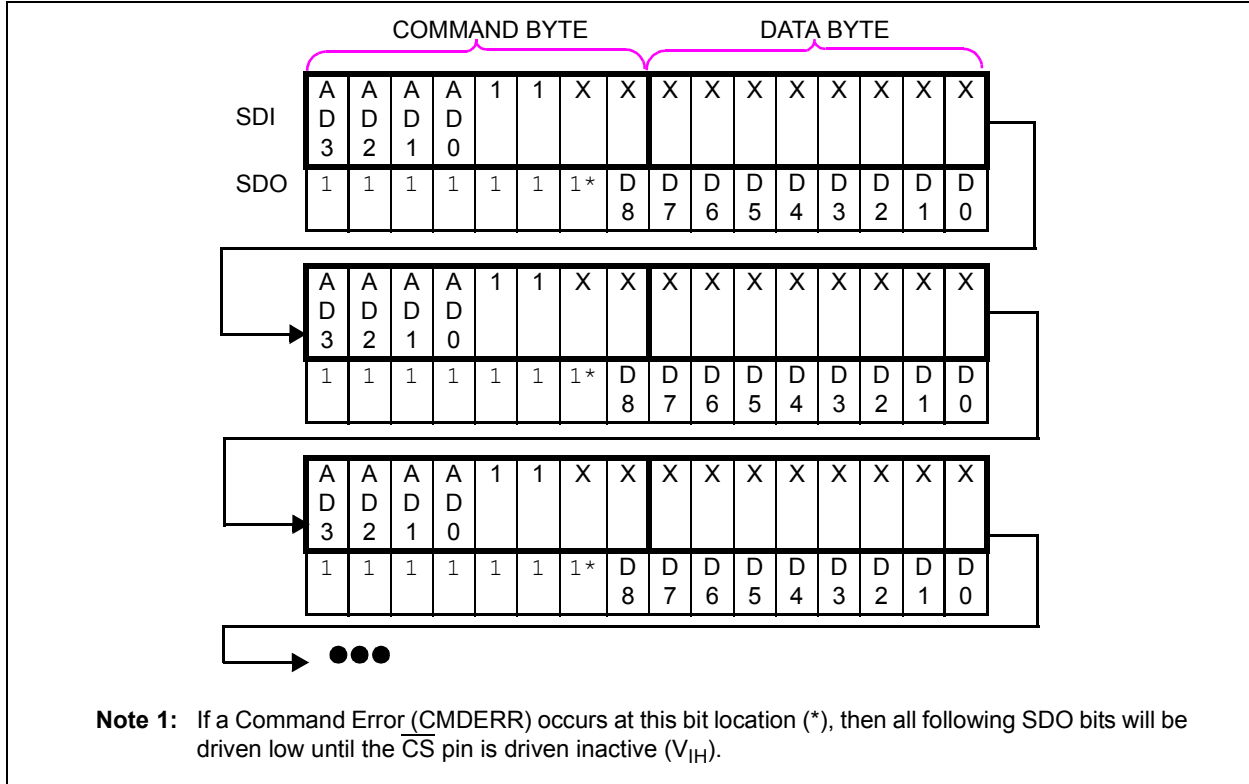 COMMAND BYTE DATA BYTE
SDI A A A A 1 1 X X X X X X X X X X
D D D D
3 2 1 0
SDO 1 1 1 1 1 1 1* D D D D D D D D D
8 7 6 5 4 3 2 1 0
A A A A 1 1 X X X X X X X X X X
D D D D
3 2 1 0
1 1 1 1 1 1 1* D D D D D D D D D
8 7 6 5 4 3 2 1 0
A A A A 1 1 X X X X X X X X X X
D D D D
3 2 1 0
1 1 1 1 1 1 1* D D D D D D D D D
8 7 6 5 4 3 2 1 0
Note 1: If a Command Error (CMDERR) occurs at this bit location (*), then all following SDO bits will be
driven low until the CS pin is driven inactive (VIH).